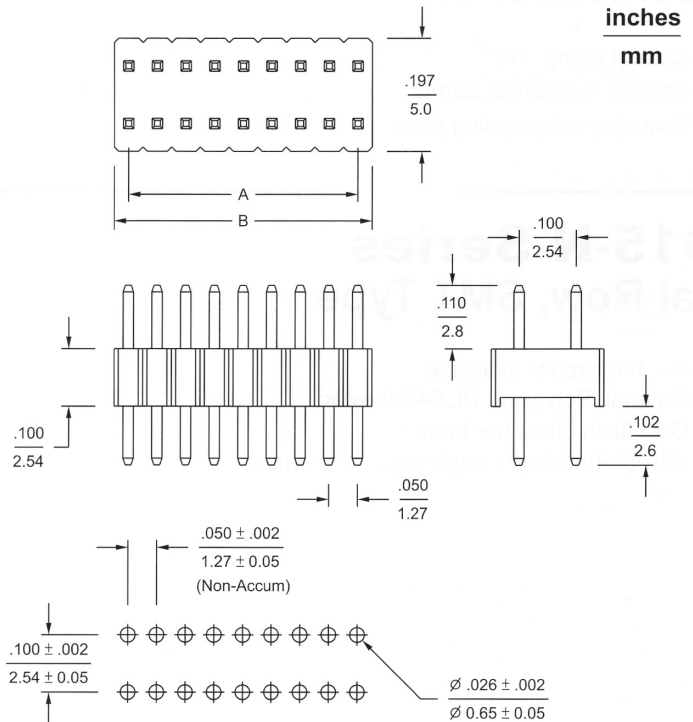 inches
mm
.197
5.0
A
B
.100
2.54
.110
2.8
.100
2.54
.102
2.6
.050
1.27
.050 ± .002
1.27 ± 0.05
(Non-Accum)
.100 ± .002
2.54 ± 0.05
Ø .026 ± .002
Ø 0.65 ± 0.05